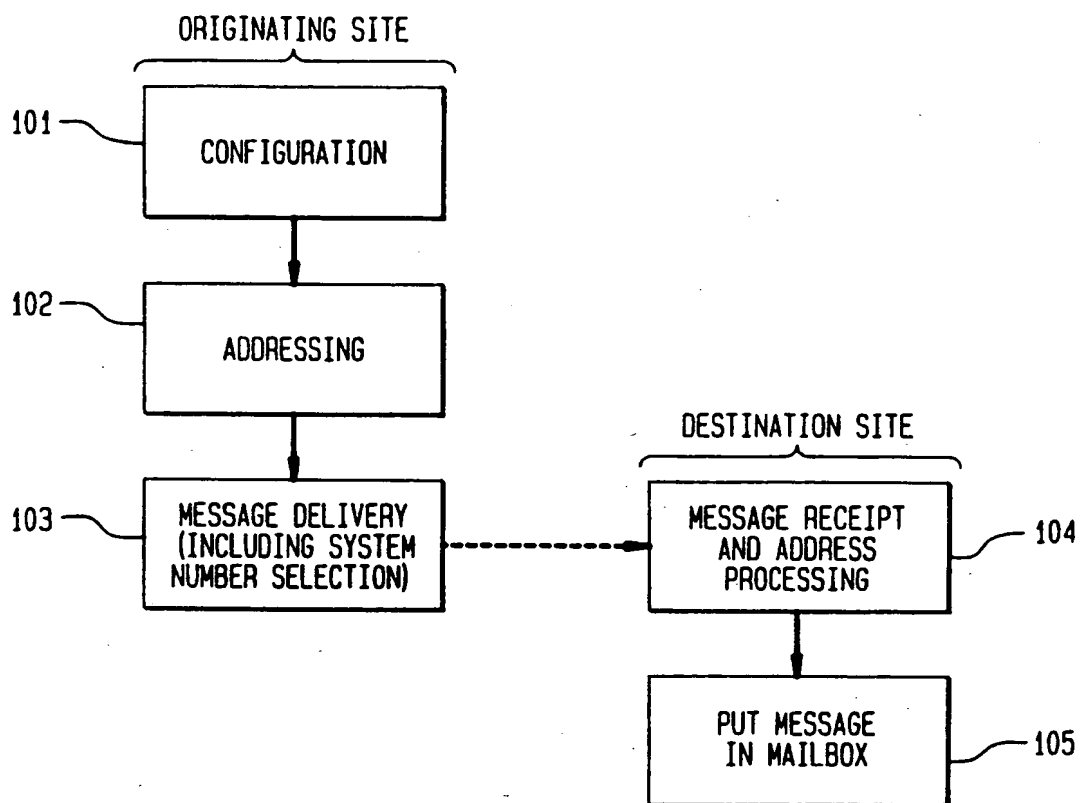 ORIGINATING SITE
101
CONFIGURATION
102
ADDRESSING
103
MESSAGE DELIVERY
(INCLUDING SYSTEM
NUMBER SELECTION)
DESTINATION SITE
MESSAGE RECEIPT
AND ADDRESS
PROCESSING
104
PUT MESSAGE
IN MAILBOX
105